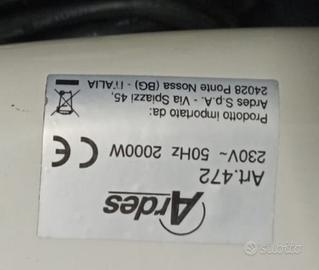 Ardes
Art.472
230V~ 50Hz 2000W CE
Prodotto importato da:
Ardes S.p.A. - Via Spiazzi 45,
24028 Ponte Nossa (BG) - ITALIA
subito